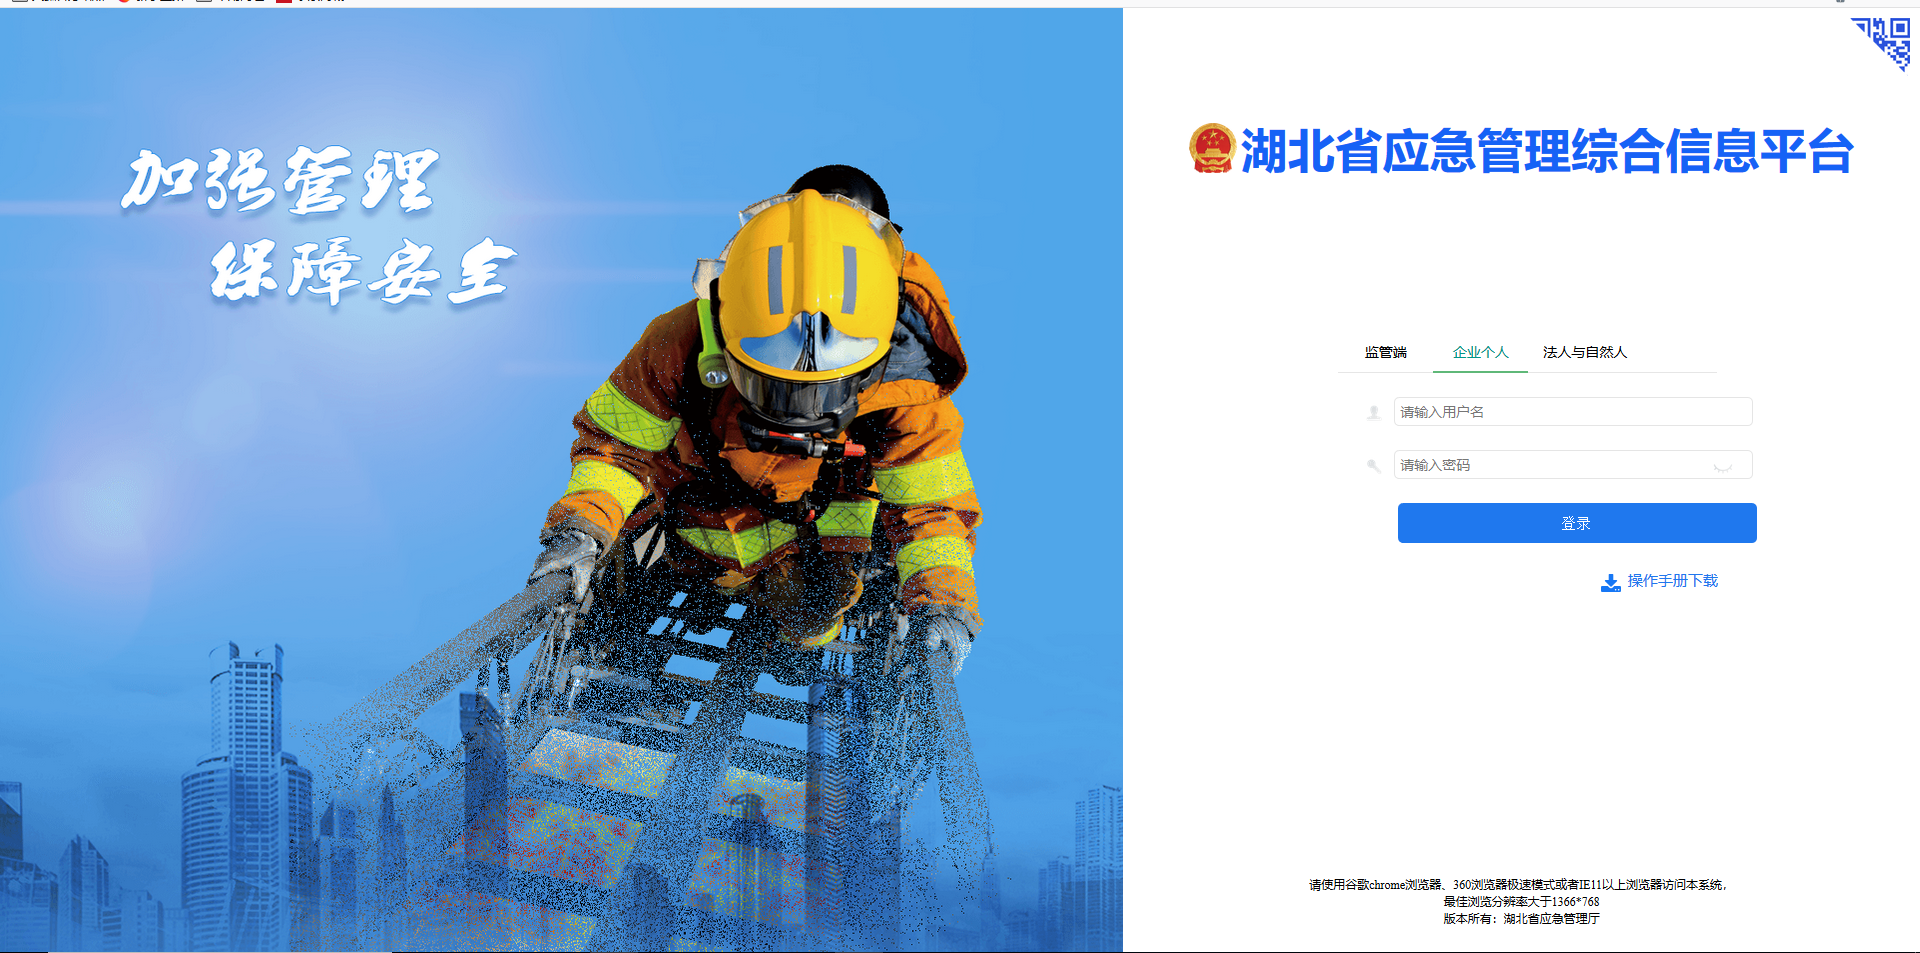 加强管理
保障安全
湖北省应急管理综合信息平台
监管端 企业个人 法人与自然人
请输入用户名
请输入密码
登录
操作手册下载
请使用谷歌chrome浏览器、360浏览器极速模式或者IE11以上浏览器访问本系统，
最佳浏览分辨率大于1366*768
版本所有：湖北省应急管理厅